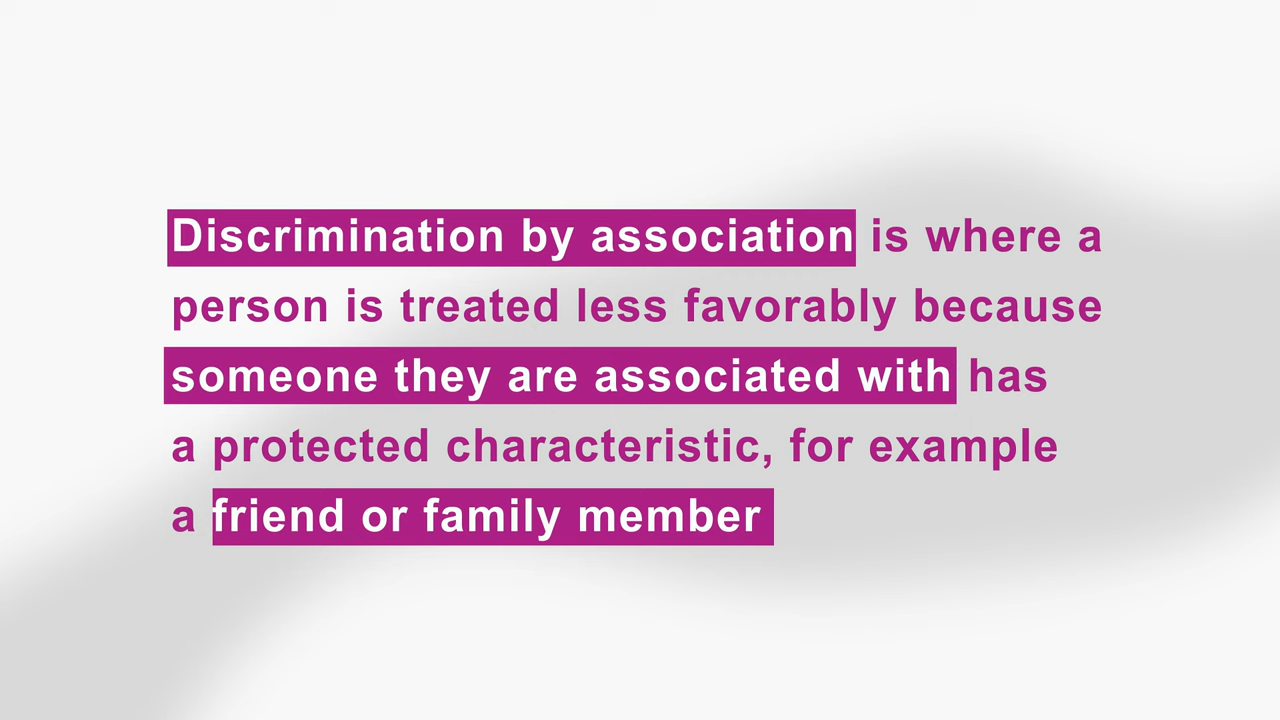 Discrimination by association is where a
person is treated less favorably because
someone they are associated with has
a protected characteristic, for example
a friend or family member